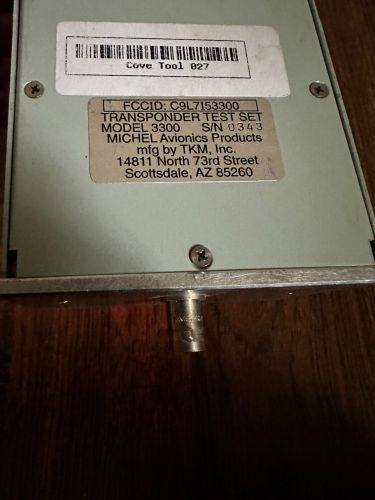 Cove Tool 027
FCCID: C9L7I53300
TRANSPONDER TEST SET
MODEL 3300 S/N 0343
MICHEL Avionics Products
mfg by TKM, Inc.
14811 North 73rd Street
Scottsdale, AZ 85260